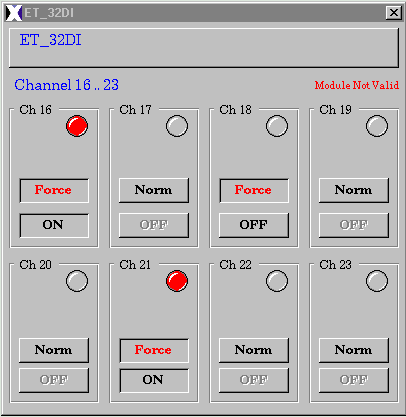 ET_32DI
ET_32DI
Channel 16 .. 23
Module Not Valid
Ch 16 Ch 17 Ch 18 Ch 19
Force Norm Force Norm
ON OFF OFF OFF
Ch 20 Ch 21 Ch 22 Ch 23
Norm Force Norm Norm
OFF ON OFF OFF